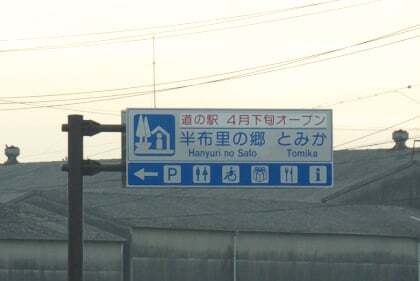 道の駅 4月下旬オープン
半布里の郷 とみか
Hanyuri no Sato Tomika
P i